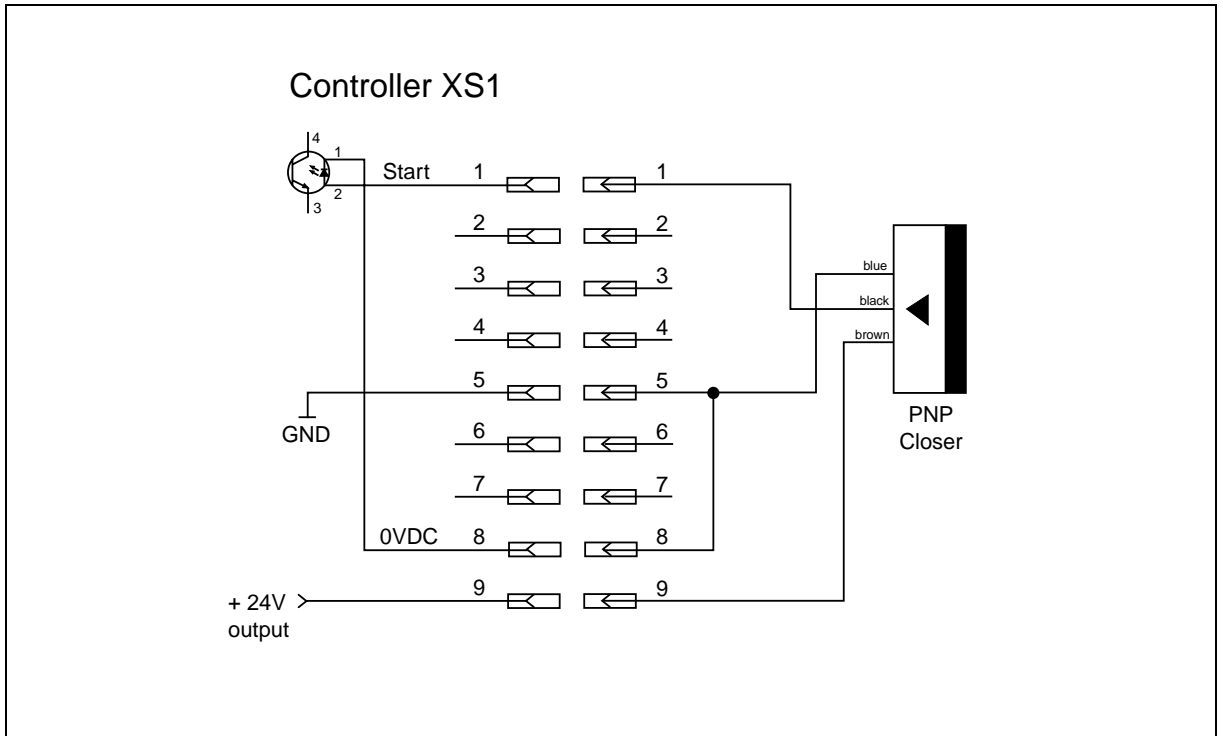 Controller XS1
4
1
2
3
Start 1 1
2 2
3 3
4 4
5 5
GND
6 6
7 7
0VDC 8 8
+ 24V
output
9 9
blue
black
brown
PNP
Closer